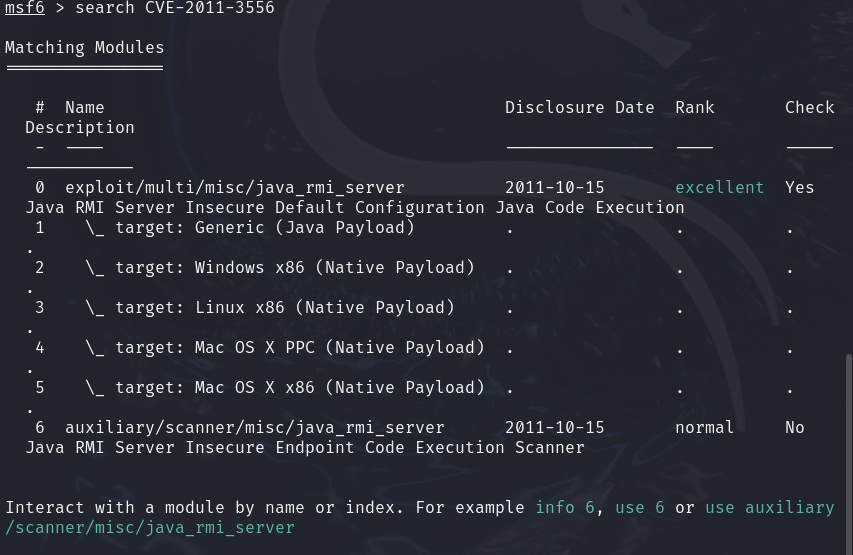 msf6 > search CVE-2011-3556
Matching Modules
================
# Name Disclosure Date Rank Check
Description
- ---- --------------- ---- -----
-----------
0 exploit/multi/misc/java_rmi_server 2011-10-15 excellent Yes
Java RMI Server Insecure Default Configuration Java Code Execution
1 \_ target: Generic (Java Payload) . . .
.
2 \_ target: Windows x86 (Native Payload) . . .
.
3 \_ target: Linux x86 (Native Payload) . . .
.
4 \_ target: Mac OS X PPC (Native Payload) . . .
.
5 \_ target: Mac OS X x86 (Native Payload) . . .
.
6 auxiliary/scanner/misc/java_rmi_server 2011-10-15 normal No
Java RMI Server Insecure Endpoint Code Execution Scanner
Interact with a module by name or index. For example info 6, use 6 or use auxiliary
/scanner/misc/java_rmi_server